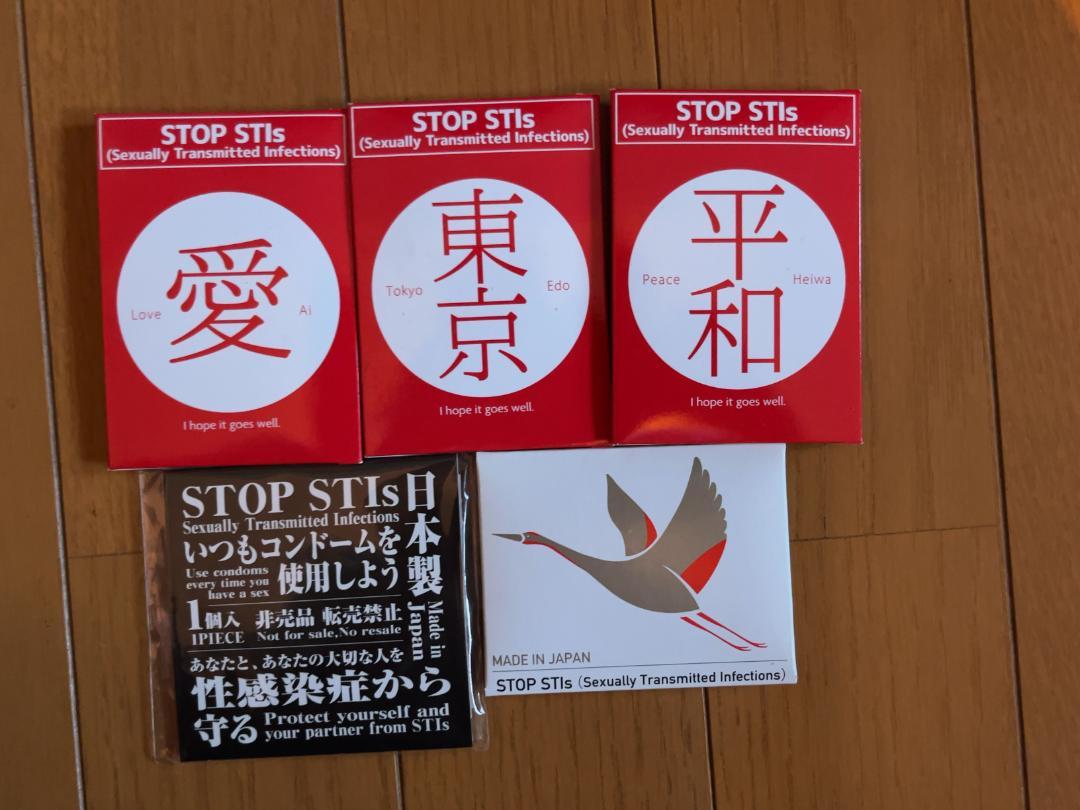 STOP STIs
(Sexually Transmitted Infections)
愛
Love
Ai
I hope it goes well.
STOP STIs
(Sexually Transmitted Infections)
東京
Tokyo
Edo
I hope it goes well.
STOP STIs
(Sexually Transmitted Infections)
平和
Peace
Heiwa
I hope it goes well.
STOP STIs
Sexually Transmitted Infections
いつもコンドームを
Use condoms
every time you
have a sex
使用しよう
日本製
Made in
Japan
1個入 非売品 転売禁止
1PIECE Not for sale,No resale
あなたと、あなたの大切な人を
性感染症から
守る
Protect yourself and
your partner from STIs
MADE IN JAPAN
STOP STIs (Sexually Transmitted Infections)